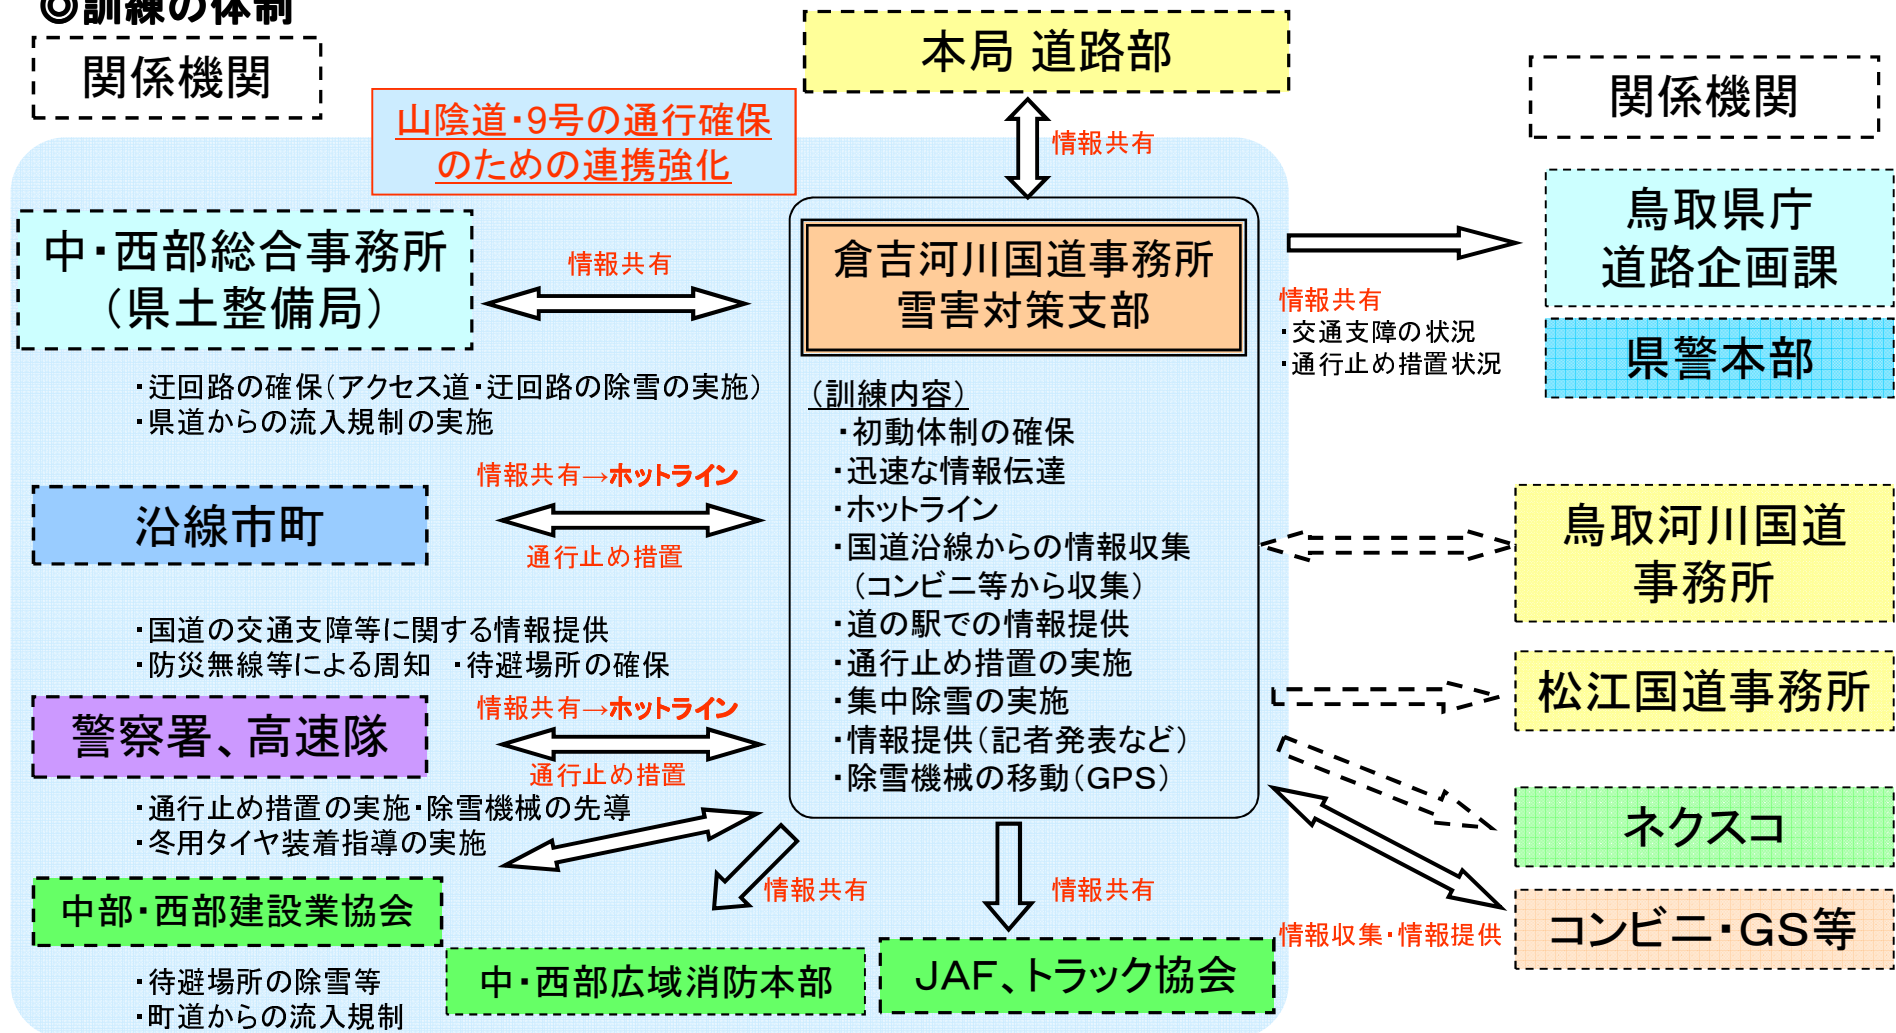 ◎訓練の体制
関係機関
本局 道路部
関係機関
山陰道・9号の通行確保
のための連携強化
情報共有
中・西部総合事務所
（県土整備局）
情報共有
倉吉河川国道事務所
雪害対策支部
鳥取県庁
道路企画課
情報共有
・交通支障の状況
・通行止め措置状況
県警本部
・迂回路の確保（アクセス道・迂回路の除雪の実施）
・県道からの流入規制の実施
（訓練内容）
・初動体制の確保
・迅速な情報伝達
・ホットライン
・国道沿線からの情報収集
（コンビニ等から収集）
・道の駅での情報提供
・通行止め措置の実施
・集中除雪の実施
・情報提供（記者発表など）
・除雪機械の移動（GPS）
情報共有→ホットライン
沿線市町
通行止め措置
鳥取河川国道
事務所
・国道の交通支障等に関する情報提供
・防災無線等による周知 ・待避場所の確保
松江国道事務所
情報共有→ホットライン
警察署、高速隊
通行止め措置
・通行止め措置の実施・除雪機械の先導
・冬用タイヤ装着指導の実施
ネクスコ
中部・西部建設業協会
情報共有
情報共有
情報収集・情報提供
コンビニ・GS等
・待避場所の除雪等
・町道からの流入規制
中・西部広域消防本部
JAF、トラック協会